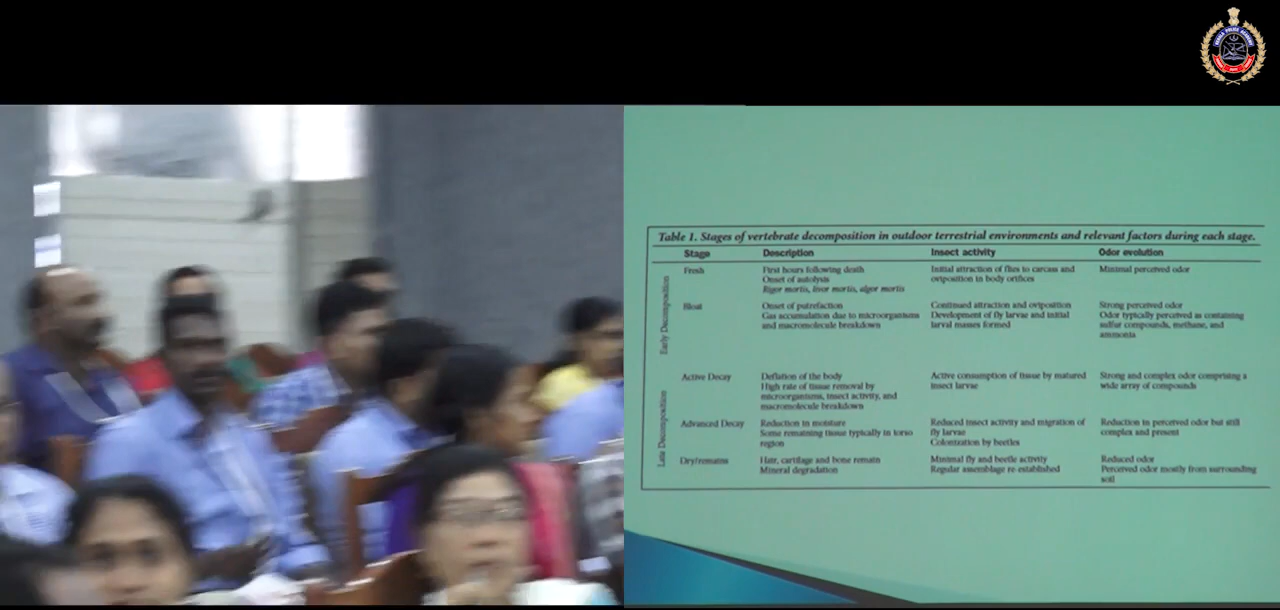 KERALA POLICE ACADEMY
Table 1. Stages of vertebrate decomposition in outdoor terrestrial environments and relevant factors during each stage.
Stage Description Insect activity Odor evolution
Early Decomposition
Fresh First hours following death Initial attraction of flies to carcass and Minimal perceived odor
Onset of autolysis oviposition in body orifices
Rigor mortis, livor mortis, algor mortis
Bloat Onset of putrefaction Continued attraction and oviposition Strong perceived odor
Gas accumulation due to microorganisms Development of fly larvae and initial Odor typically perceived as containing
and macromolecule breakdown larval masses formed sulfur compounds, methane, and
ammonia
Late Decomposition
Active Decay Deflation of the body Active consumption of tissue by matured Strong and complex odor comprising a
High rate of tissue removal by insect larvae wide array of compounds
microorganisms, insect activity, and
macromolecule breakdown
Advanced Decay Reduction in moisture Reduced insect activity and migration of Reduction in perceived odor but still
Some remaining tissue typically in torso fly larvae complex and present
region Colonization by beetles
Dry/remains Hair, cartilage and bone remain Minimal fly and beetle activity Reduced odor
Mineral degradation Regular assemblage re-established Perceived odor mostly from surrounding
soil